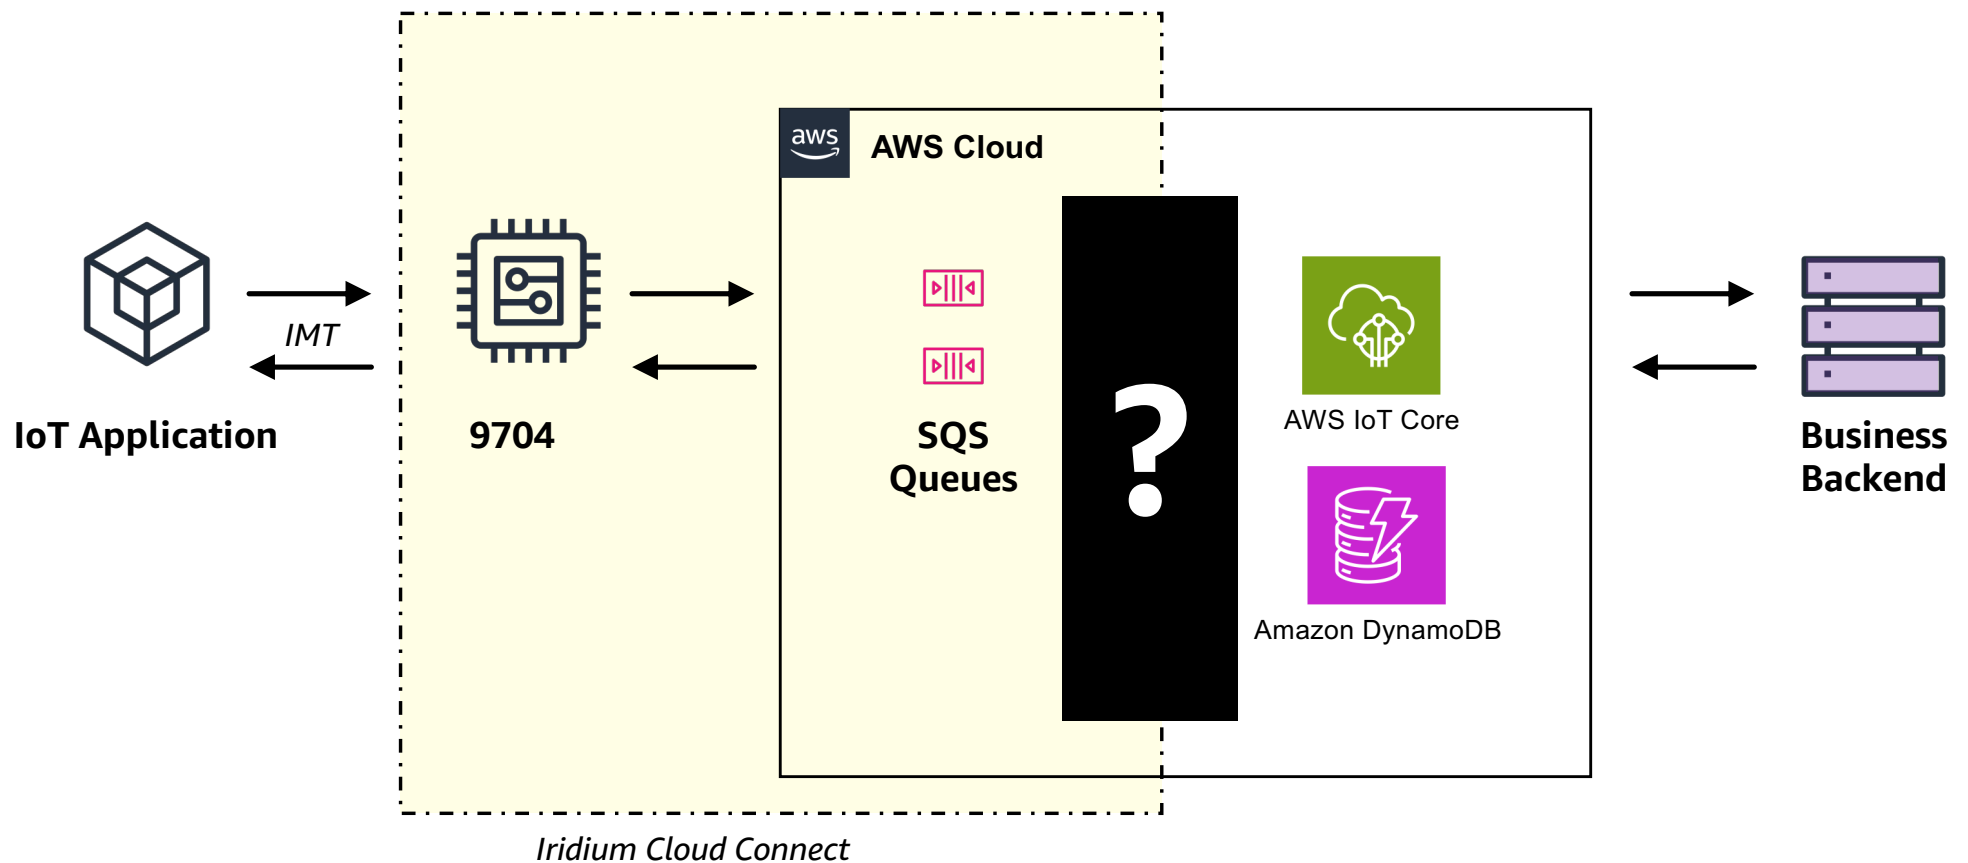 aws
AWS Cloud
IMT
IoT Application
9704
SQS
Queues
?
AWS IoT Core
Amazon DynamoDB
Business
Backend
Iridium Cloud Connect